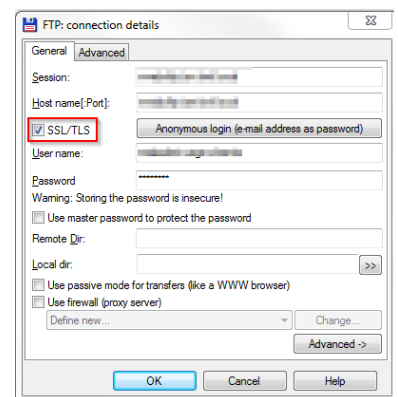 FTP: connection details
General Advanced
Session:
Host name[:Port]:
SSL/TLS Anonymous login (e-mail address as password)
User name:
Password ********
Warning: Storing the password is insecure!
Use master password to protect the password
Remote Dir:
Local dir: >>
Use passive mode for transfers (like a WWW browser)
Use firewall (proxy server)
Define new... Change...
Advanced ->
OK Cancel Help